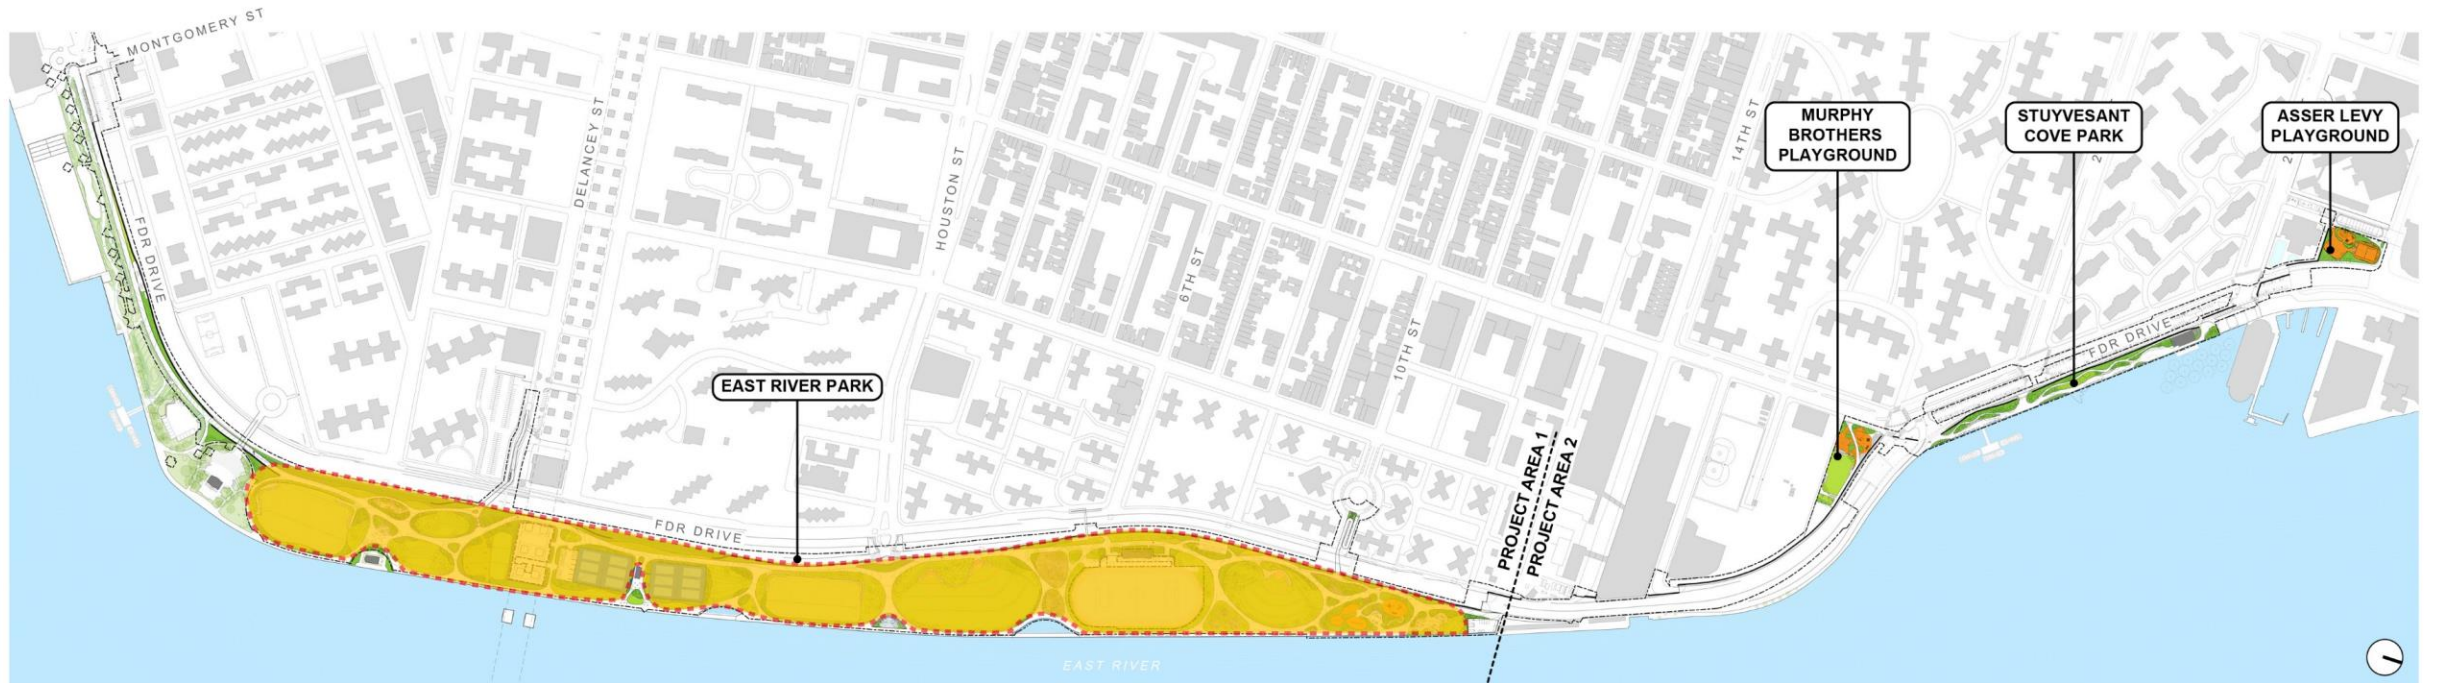 MONTGOMERY ST
FDR DRIVE
DELANCEY ST
HOUSTON ST
6TH ST
10TH ST
14TH ST
MURPHY
BROTHERS
PLAYGROUND
STUYVESANT
COVE PARK
ASSER LEVY
PLAYGROUND
EAST RIVER PARK
FDR DRIVE
FDR DRIVE
PROJECT AREA 1
PROJECT AREA 2
EAST RIVER